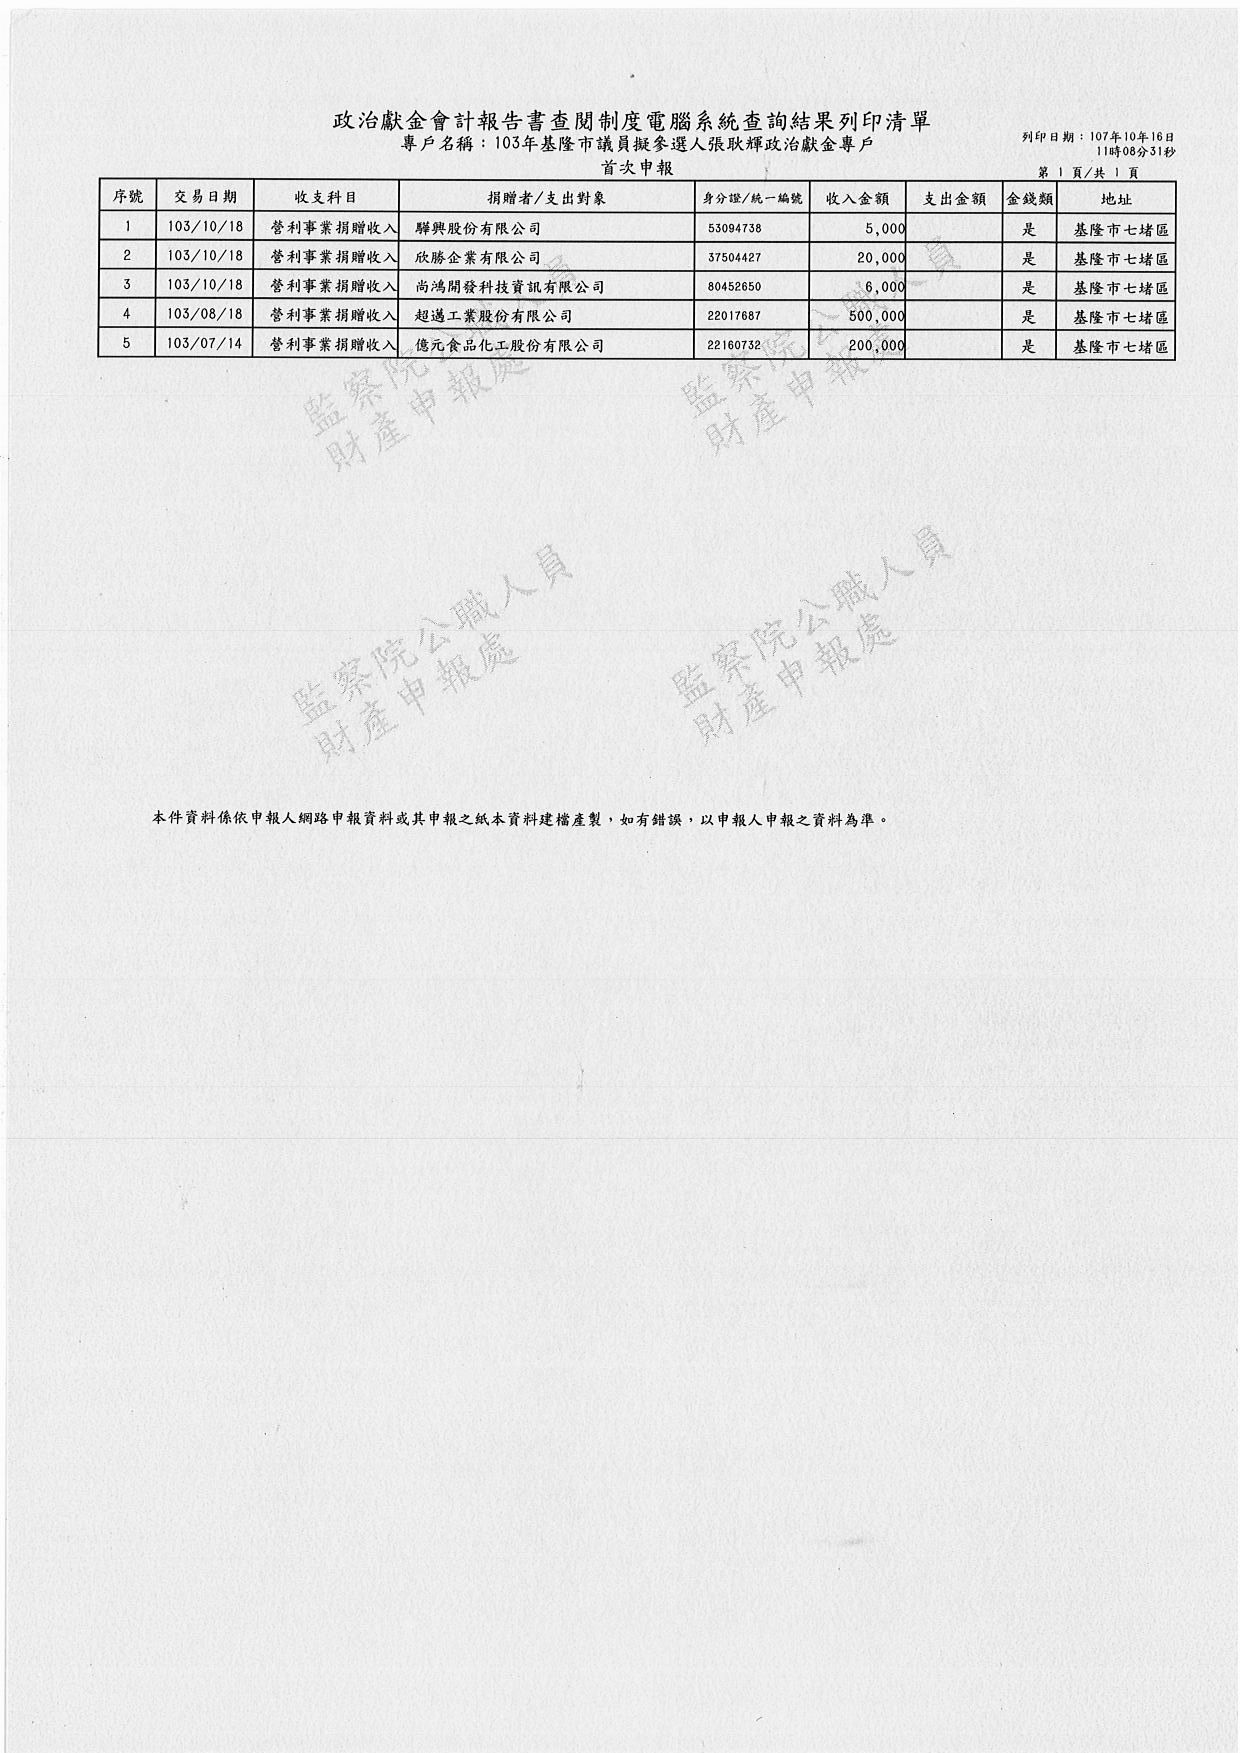 政治獻金會計報告書查閱制度電腦系統查詢結果列印清單
專戶名稱：103年基隆市議員擬參選人張耿輝政治獻金專戶
首次申報
列印日期：107年10月16日
11時08分31秒
第 1 頁/共 1 頁
序號 交易日期 收支科目 捐贈者/支出對象 身分證/統一編號 收入金額 支出金額 金錢類 地址
1 103/10/18 營利事業捐贈收入 驊興股份有限公司 53094738 5,000 是 基隆市七堵區
2 103/10/18 營利事業捐贈收入 欣勝企業有限公司 37504427 20,000 是 基隆市七堵區
3 103/10/18 營利事業捐贈收入 尚鴻開發科技資訊有限公司 80452650 6,000 是 基隆市七堵區
4 103/08/18 營利事業捐贈收入 超邁工業股份有限公司 22017687 500,000 是 基隆市七堵區
5 103/07/14 營利事業捐贈收入 億元食品化工股份有限公司 22160732 200,000 是 基隆市七堵區
監察院公職人員
財產申報處
監察院公職人員
財產申報處
監察院公職人員
財產申報處
監察院公職人員
財產申報處
本件資料係依申報人網路申報資料或其申報之紙本資料建檔產製，如有錯誤，以申報人申報之資料為準。